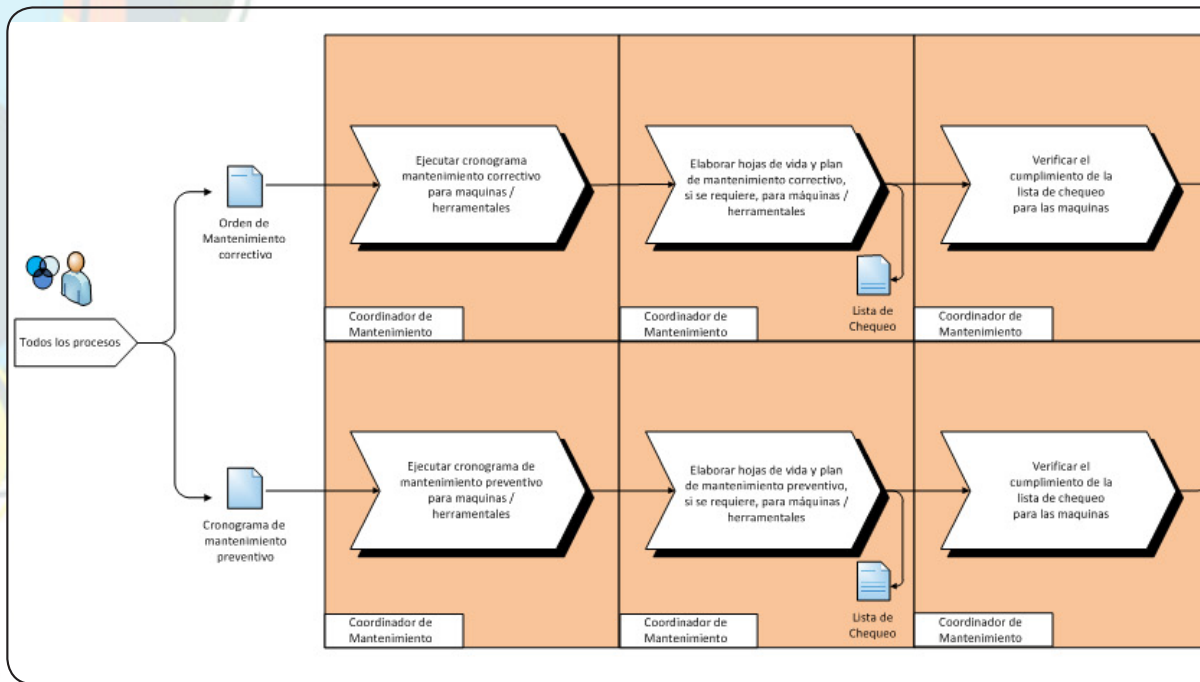 Todos los procesos
Orden de
Mantenimiento
correctivo
Ejecutar cronograma
mantenimiento correctivo
para maquinas /
herramentales
Coordinador de
Mantenimiento
Elaborar hojas de vida y plan
de mantenimiento correctivo,
si se requiere, para máquinas /
herramentales
Lista de
Chequeo
Coordinador de
Mantenimiento
Verificar el
cumplimiento de la
lista de chequeo
para las maquinas
Coordinador de
Mantenimiento
Cronograma de
mantenimiento
preventivo
Ejecutar cronograma de
mantenimiento preventivo
para maquinas /
herramentales
Coordinador de
Mantenimiento
Elaborar hojas de vida y plan
de mantenimiento preventivo,
si se requiere, para máquinas /
herramentales
Lista de
Chequeo
Coordinador de
Mantenimiento
Verificar el
cumplimiento de la
lista de chequeo
para las maquinas
Coordinador de
Mantenimiento